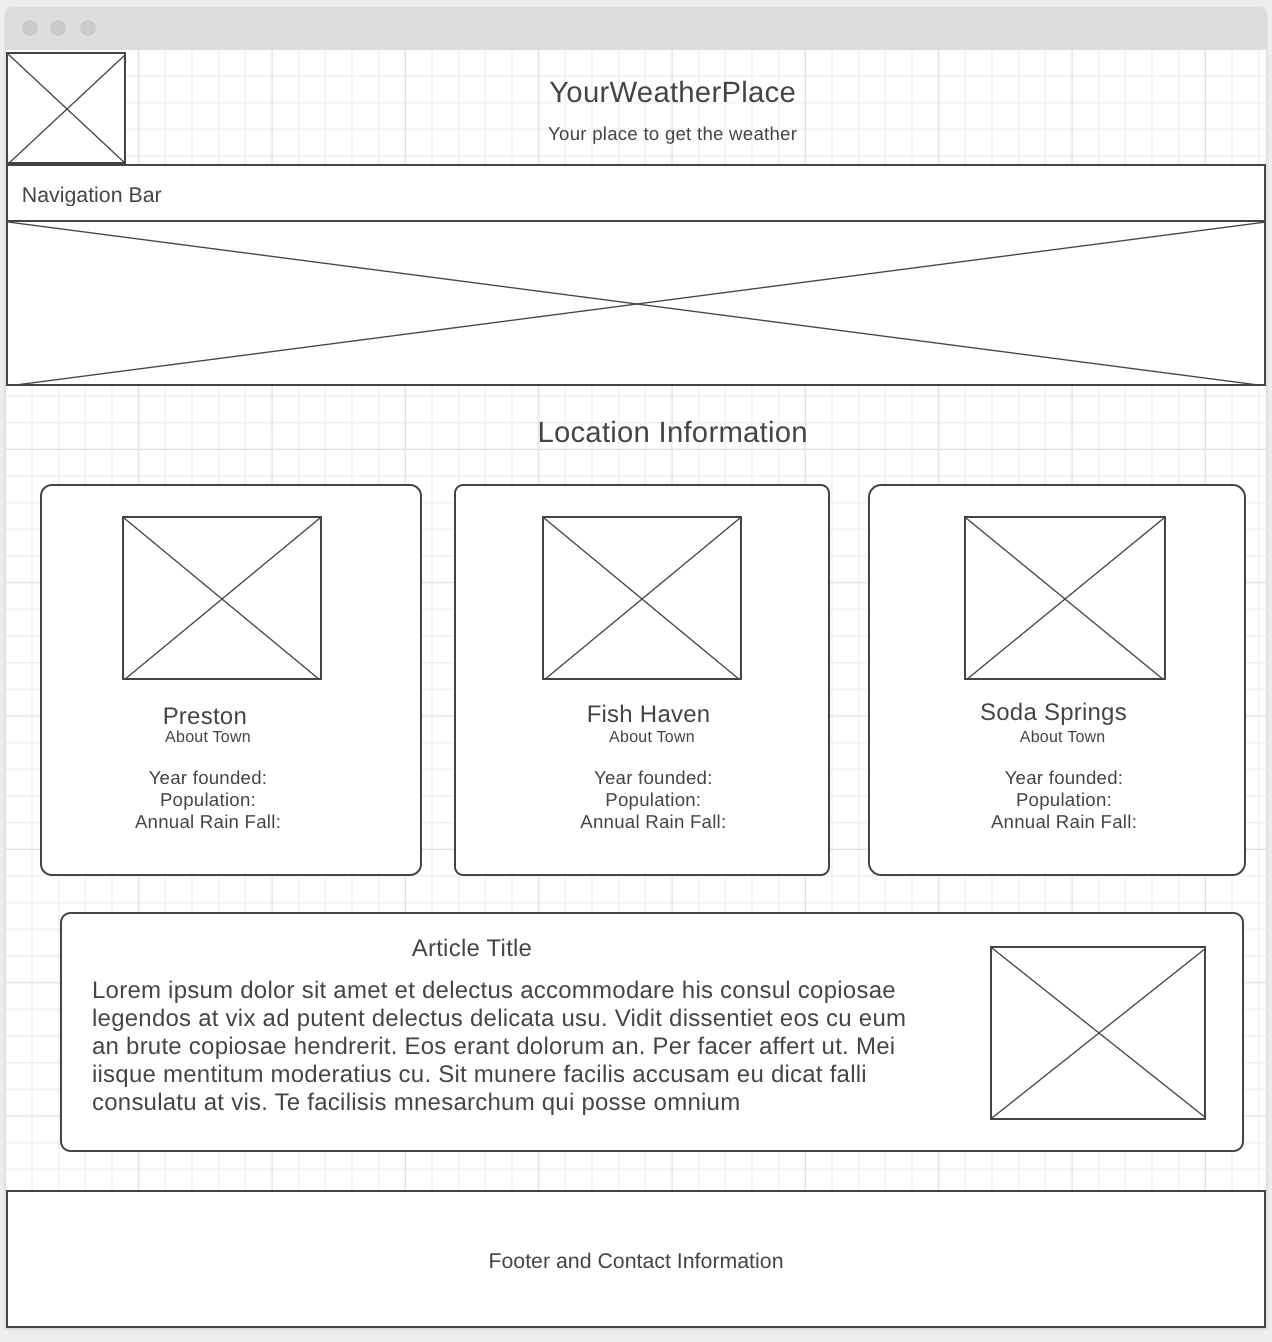 YourWeatherPlace
Your place to get the weather
Navigation Bar
Location Information
Preston
About Town
Year founded:
Population:
Annual Rain Fall:
Fish Haven
About Town
Year founded:
Population:
Annual Rain Fall:
Soda Springs
About Town
Year founded:
Population:
Annual Rain Fall:
Article Title
Lorem ipsum dolor sit amet et delectus accommodare his consul copiosae
legendos at vix ad putent delectus delicata usu. Vidit dissentiet eos cu eum
an brute copiosae hendrerit. Eos erant dolorum an. Per facer affert ut. Mei
iisque mentitum moderatius cu. Sit munere facilis accusam eu dicat falli
consulatu at vis. Te facilisis mnesarchum qui posse omnium
Footer and Contact Information